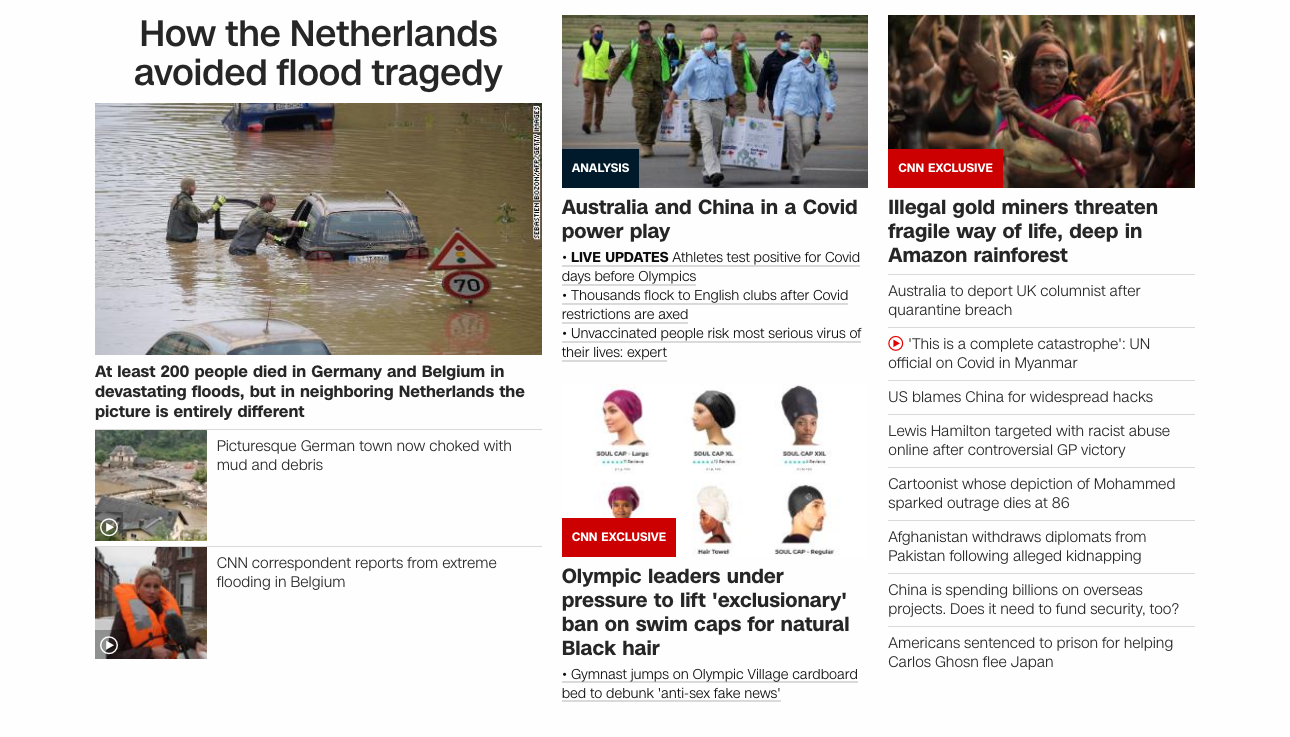 How the Netherlands
avoided flood tragedy
SEBASTIEN BOZON/AFP/GETTY IMAGES
70
At least 200 people died in Germany and Belgium in
devastating floods, but in neighboring Netherlands the
picture is entirely different
Picturesque German town now choked with
mud and debris
CNN correspondent reports from extreme
flooding in Belgium
ANALYSIS
Australia and China in a Covid
power play
• LIVE UPDATES Athletes test positive for Covid
days before Olympics
• Thousands flock to English clubs after Covid
restrictions are axed
• Unvaccinated people risk most serious virus of
their lives: expert
SOUL CAP - Large
SOUL CAP XL
SOUL CAP XXL
Hair Towel
SOUL CAP - Regular
CNN EXCLUSIVE
Olympic leaders under
pressure to lift 'exclusionary'
ban on swim caps for natural
Black hair
• Gymnast jumps on Olympic Village cardboard
bed to debunk 'anti-sex fake news'
CNN EXCLUSIVE
Illegal gold miners threaten
fragile way of life, deep in
Amazon rainforest
Australia to deport UK columnist after
quarantine breach
'This is a complete catastrophe': UN
official on Covid in Myanmar
US blames China for widespread hacks
Lewis Hamilton targeted with racist abuse
online after controversial GP victory
Cartoonist whose depiction of Mohammed
sparked outrage dies at 86
Afghanistan withdraws diplomats from
Pakistan following alleged kidnapping
China is spending billions on overseas
projects. Does it need to fund security, too?
Americans sentenced to prison for helping
Carlos Ghosn flee Japan